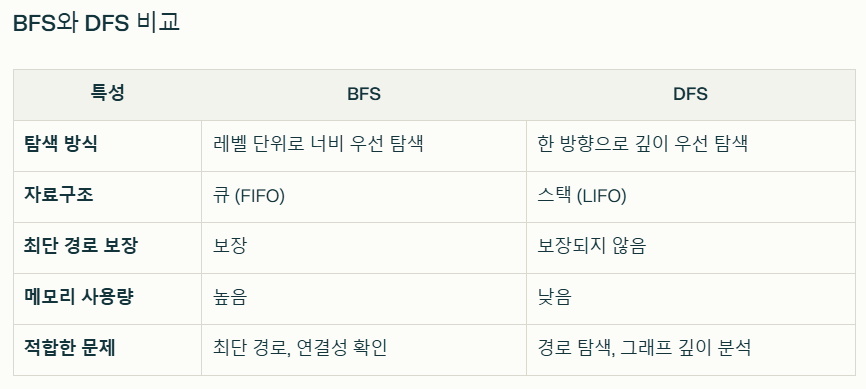 BFS와 DFS 비교
특성 BFS DFS
탐색 방식 레벨 단위로 너비 우선 탐색 한 방향으로 깊이 우선 탐색
자료구조 큐 (FIFO) 스택 (LIFO)
최단 경로 보장 보장 보장되지 않음
메모리 사용량 높음 낮음
적합한 문제 최단 경로, 연결성 확인 경로 탐색, 그래프 깊이 분석